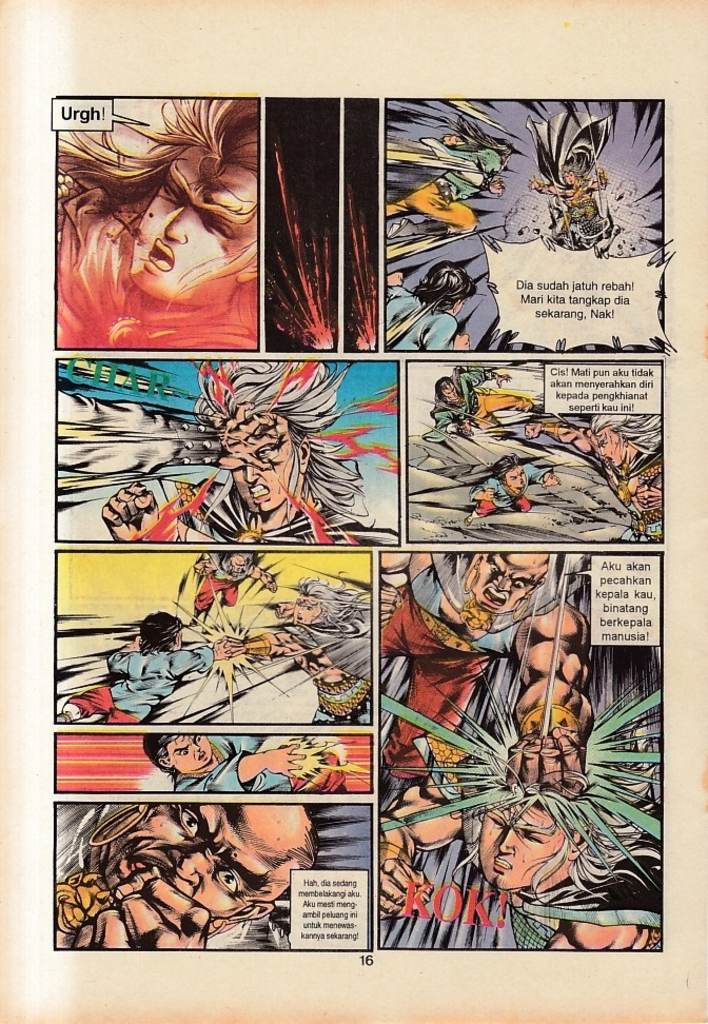 Urgh!
Dia sudah jatuh rebah!
Mari kita tangkap dia
sekarang, Nak!
CHAR
Cis! Mati pun aku tidak
akan menyerahkan diri
kepada pengkhianat
seperti kau ini!
Aku akan
pecahkan
kepala kau,
binatang
berkepala
manusia!
Hah, dia sedang
membelakangi aku.
Aku mesti meng-
ambil peluang ini
untuk menewas-
kannya sekarang!
KOK!
16